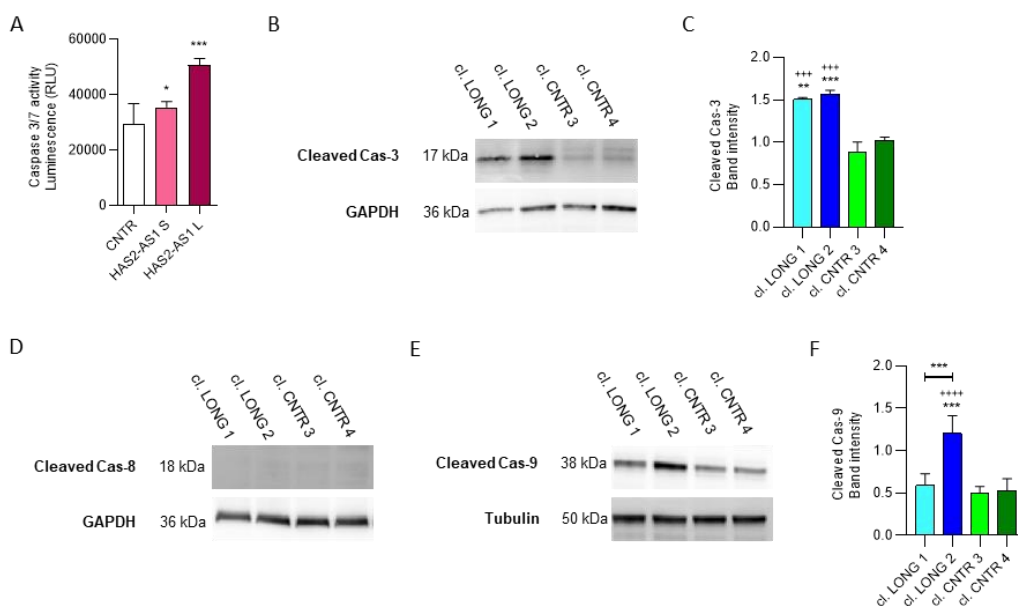 A
Caspase 3/7 activity
Luminescence (RLU)
60000
40000
20000
0
*
***
CNTR
HAS2-AS1 S
HAS2-AS1 L
B
cl. LONG 1
cl. LONG 2
cl. CNTR 3
cl. CNTR 4
Cleaved Cas-3 17 kDa
GAPDH 36 kDa
C
Cleaved Cas-3
Band intensity
2.0
1.5
1.0
0.5
0.0
+++
**
+++
***
cl. LONG 1
cl. LONG 2
cl. CNTR 3
cl. CNTR 4
D
cl. LONG 1
cl. LONG 2
cl. CNTR 3
cl. CNTR 4
Cleaved Cas-8 18 kDa
GAPDH 36 kDa
E
cl. LONG 1
cl. LONG 2
cl. CNTR 3
cl. CNTR 4
Cleaved Cas-9 38 kDa
Tubulin 50 kDa
F
Cleaved Cas-9
Band intensity
2.0
1.5
1.0
0.5
0.0
***
++++
***
cl. LONG 1
cl. LONG 2
cl. CNTR 3
cl. CNTR 4